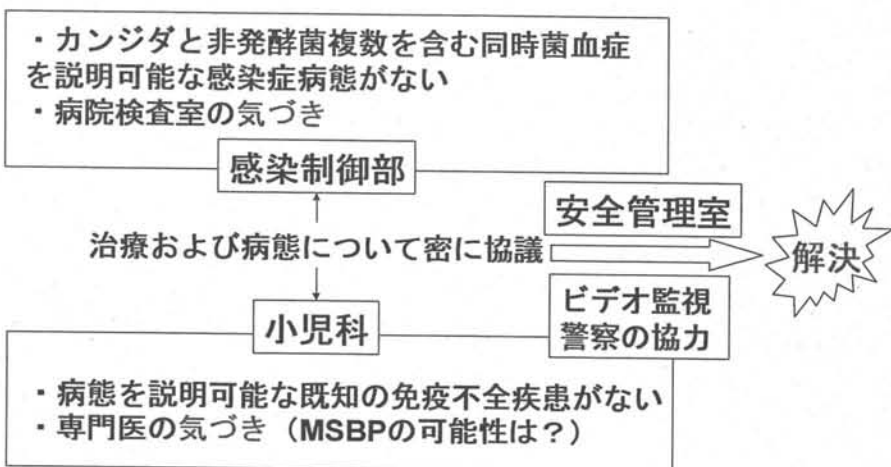 ・カンジダと非発酵菌複数を含む同時菌血症
を説明可能な感染症病態がない
・病院検査室の気づき
感染制御部
安全管理室
治療および病態について密に協議
解決
小児科
ビデオ監視
警察の協力
・病態を説明可能な既知の免疫不全疾患がない
・専門医の気づき（MSBPの可能性は？）